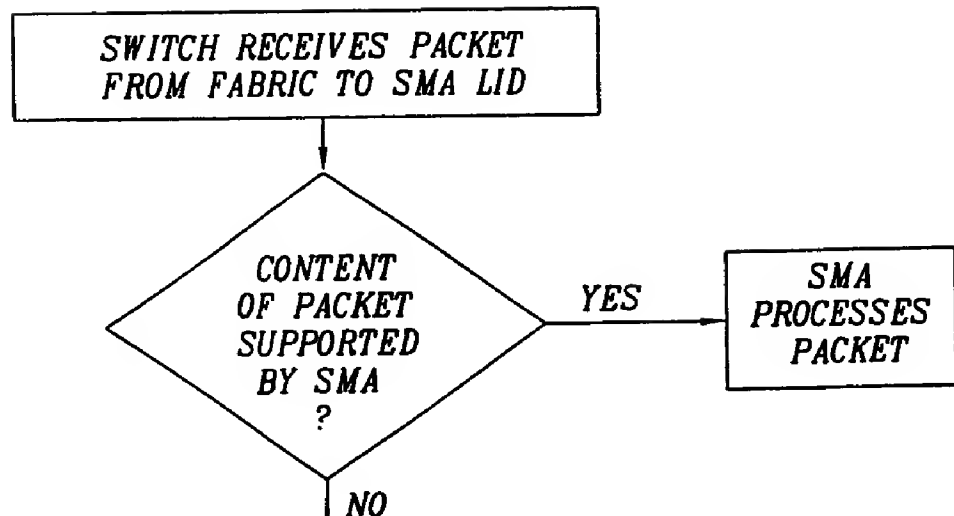 SWITCH RECEIVES PACKET
FROM FABRIC TO SMA LID
CONTENT
OF PACKET
SUPPORTED
BY SMA
?
YES
SMA
PROCESSES
PACKET
NO